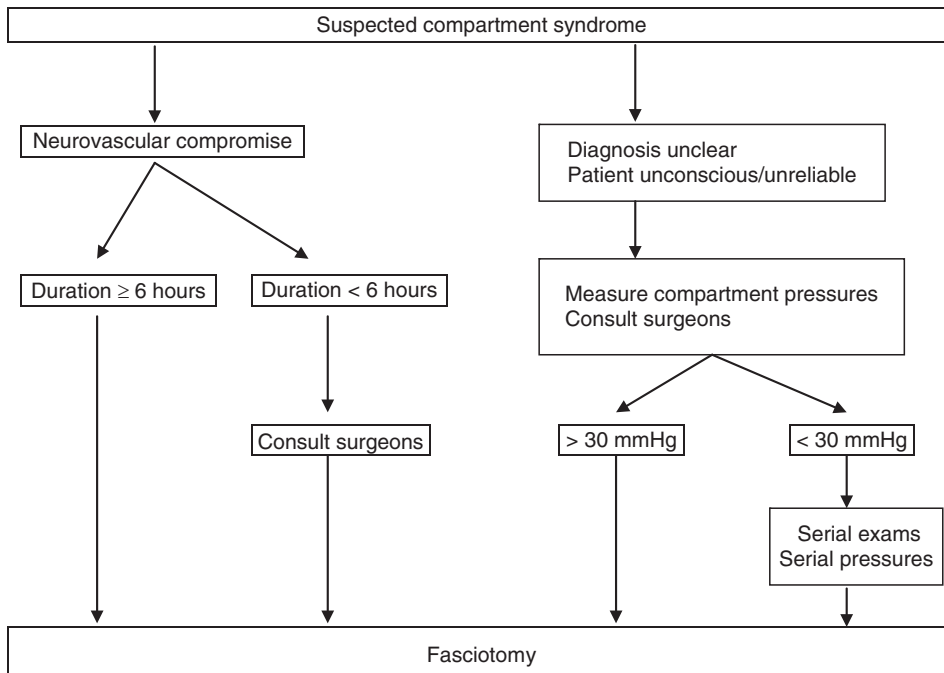 Suspected compartment syndrome
Neurovascular compromise
Diagnosis unclear
Patient unconscious/unreliable
Duration ≥ 6 hours
Duration < 6 hours
Measure compartment pressures
Consult surgeons
Consult surgeons
> 30 mmHg
< 30 mmHg
Serial exams
Serial pressures
Fasciotomy